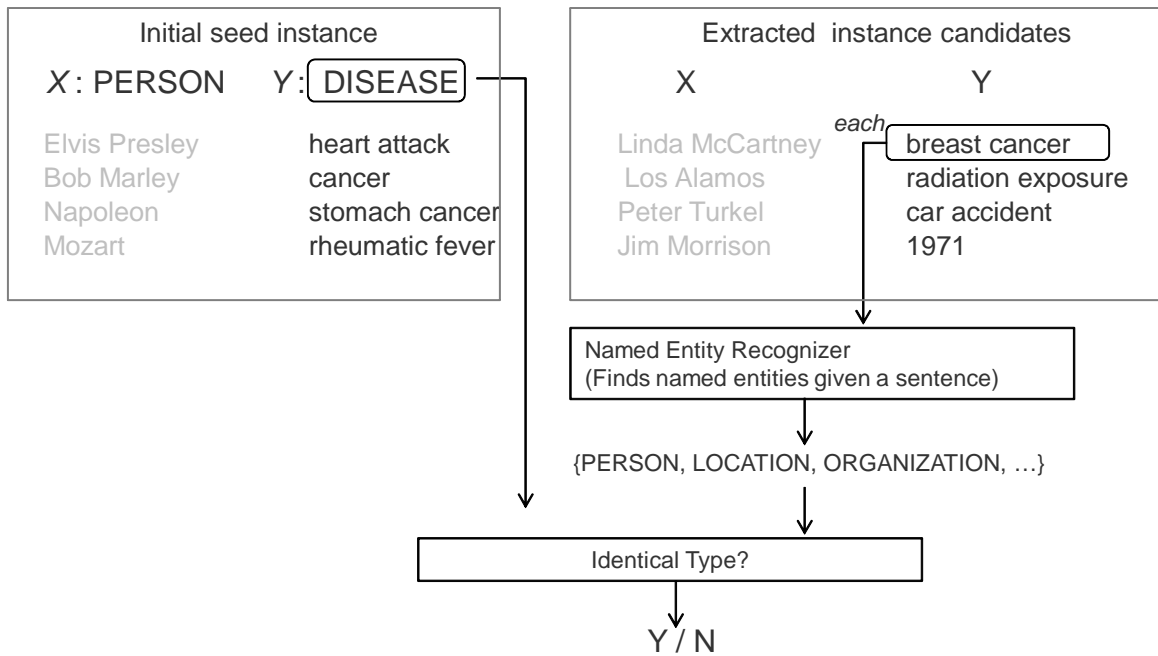 Initial seed instance
X : PERSON Y : DISEASE
Elvis Presley heart attack
Bob Marley cancer
Napoleon stomach cancer
Mozart rheumatic fever
Extracted instance candidates
X Y
each
Linda McCartney breast cancer
Los Alamos radiation exposure
Peter Turkel car accident
Jim Morrison 1971
Named Entity Recognizer
(Finds named entities given a sentence)
{PERSON, LOCATION, ORGANIZATION, …}
Identical Type?
Y / N